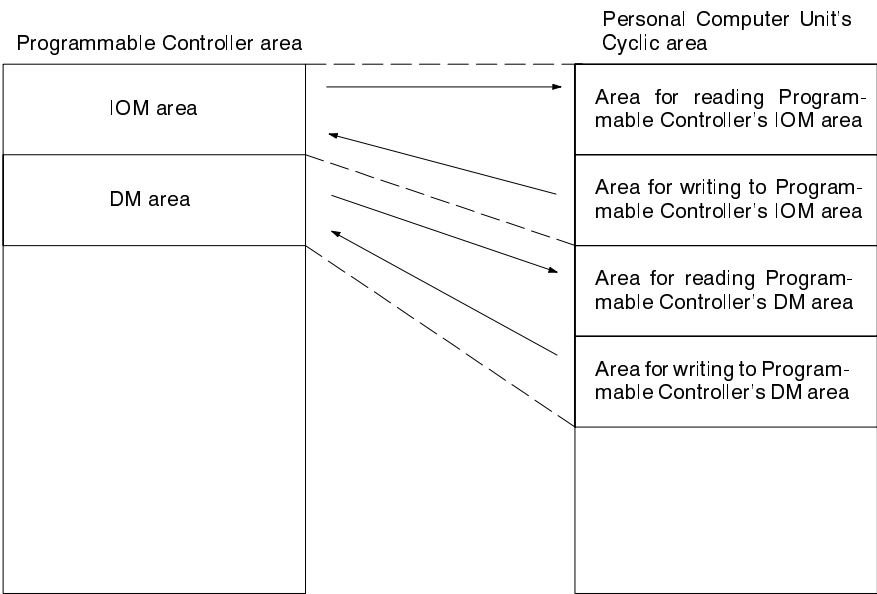 Programmable Controller area
Personal Computer Unit's
Cyclic area
IOM area
DM area
Area for reading Program-
mable Controller's IOM area
Area for writing to Program-
mable Controller's IOM area
Area for reading Program-
mable Controller's DM area
Area for writing to Program-
mable Controller's DM area